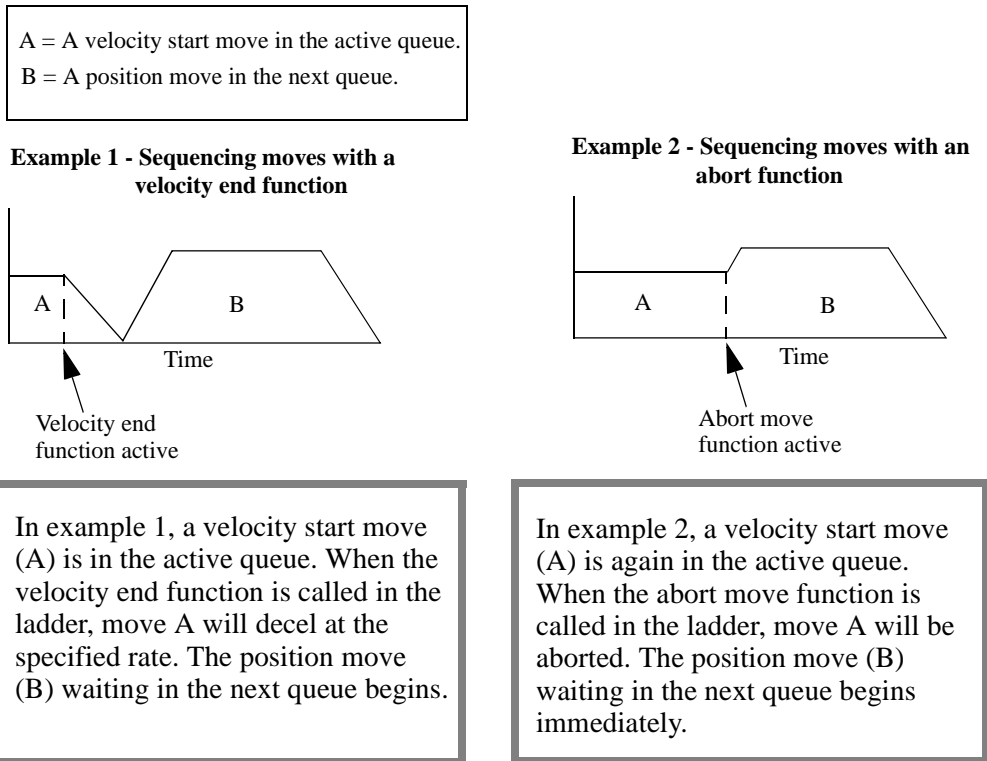 A = A velocity start move in the active queue.
B = A position move in the next queue.
Example 1 - Sequencing moves with a
velocity end function
A
B
Time
Velocity end
function active
In example 1, a velocity start move
(A) is in the active queue. When the
velocity end function is called in the
ladder, move A will decel at the
specified rate. The position move
(B) waiting in the next queue begins.
Example 2 - Sequencing moves with an
abort function
A
B
Time
Abort move
function active
In example 2, a velocity start move
(A) is again in the active queue.
When the abort move function is
called in the ladder, move A will be
aborted. The position move (B)
waiting in the next queue begins
immediately.